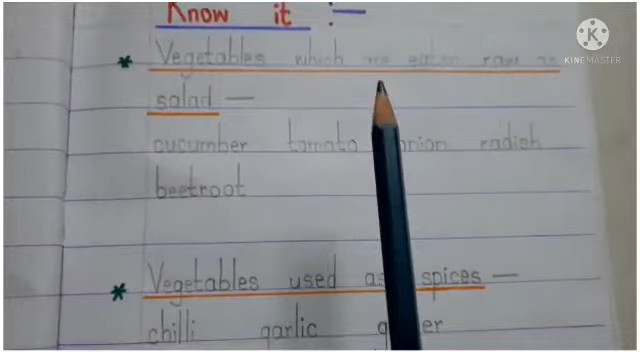 Know it :-
K
KINEMASTER
* Vegetables which are eaten raw as
salad —
cucumber tomato onion radish
beetroot
* Vegetables used as spices —
chilli garlic